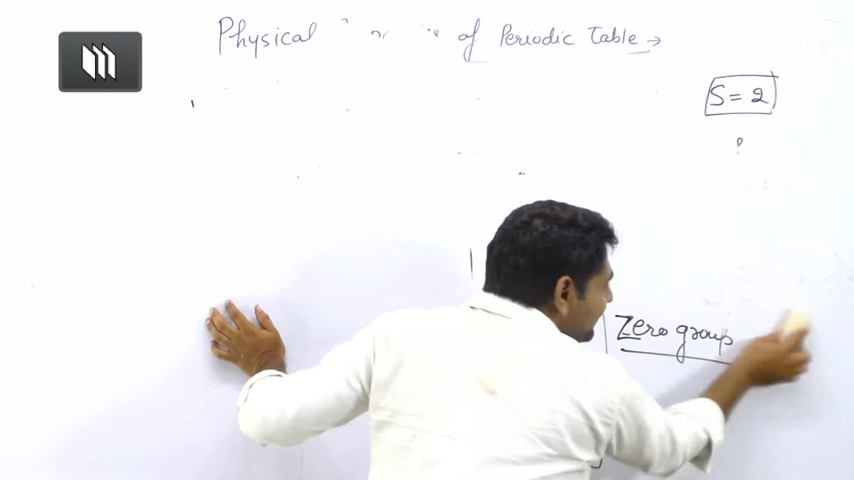 Physical of Periodic Table →
S = 2
Zero group